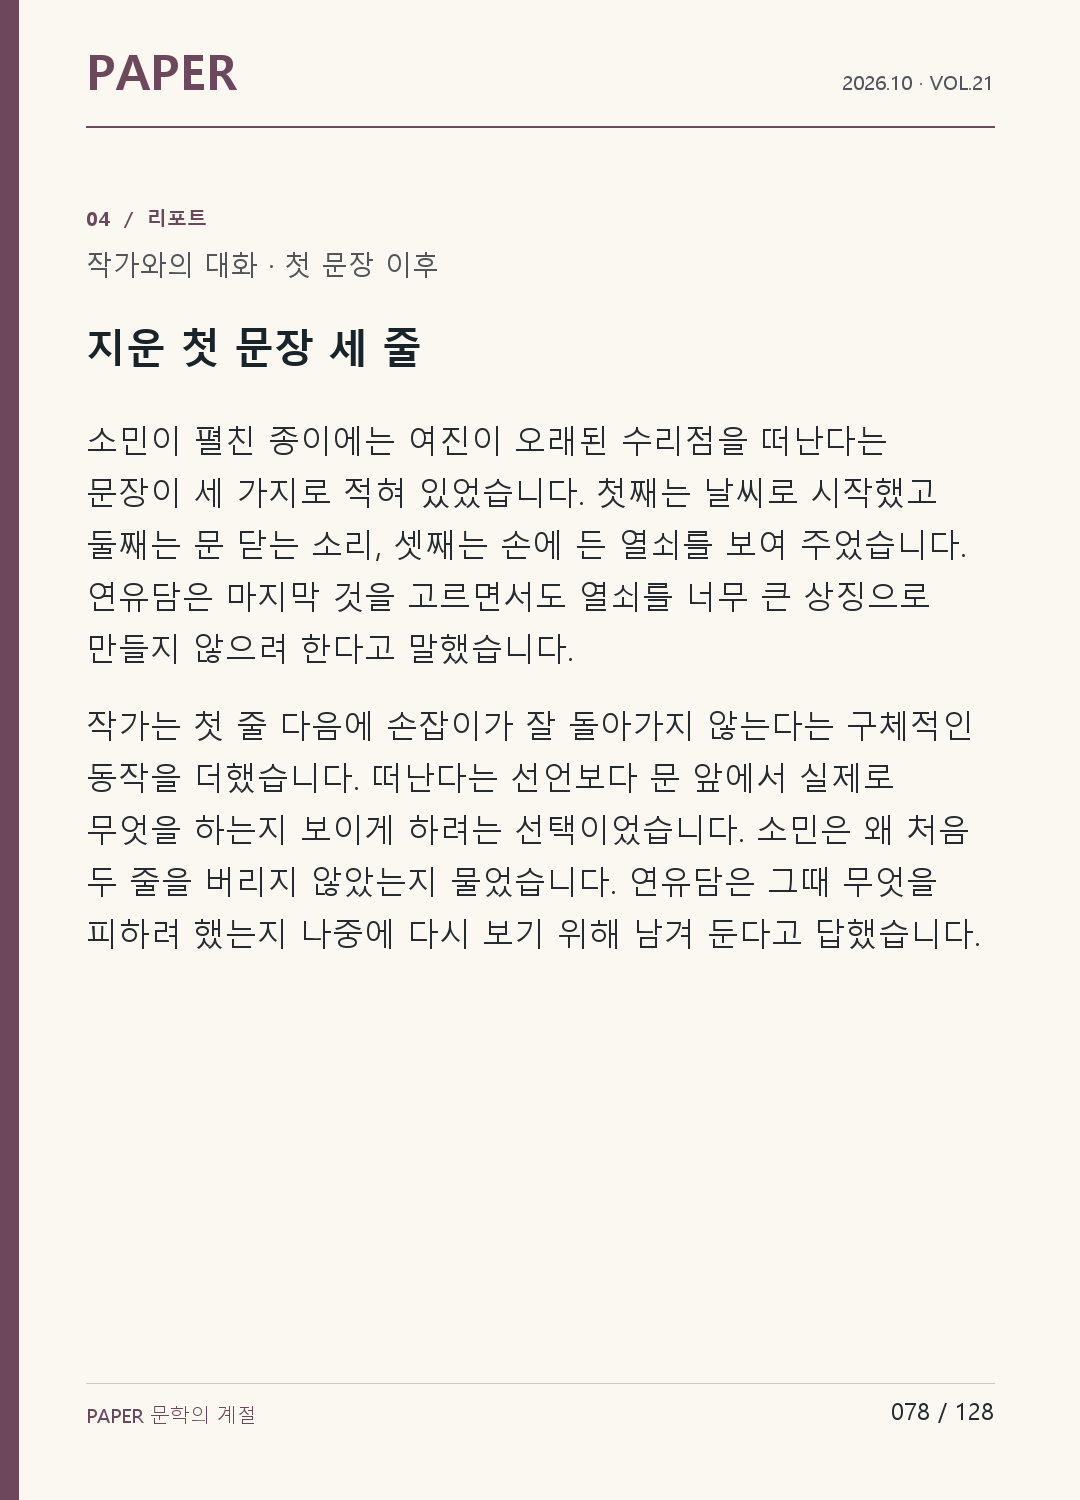 PAPER
2026.10 · VOL.21
04 / 리포트
작가와의 대화 · 첫 문장 이후
지운 첫 문장 세 줄
소민이 펼친 종이에는 여진이 오래된 수리점을 떠난다는
문장이 세 가지로 적혀 있었습니다. 첫째는 날씨로 시작했고
둘째는 문 닫는 소리, 셋째는 손에 든 열쇠를 보여 주었습니다.
연유담은 마지막 것을 고르면서도 열쇠를 너무 큰 상징으로
만들지 않으려 한다고 말했습니다.
작가는 첫 줄 다음에 손잡이가 잘 돌아가지 않는다는 구체적인
동작을 더했습니다. 떠난다는 선언보다 문 앞에서 실제로
무엇을 하는지 보이게 하려는 선택이었습니다. 소민은 왜 처음
두 줄을 버리지 않았는지 물었습니다. 연유담은 그때 무엇을
피하려 했는지 나중에 다시 보기 위해 남겨 둔다고 답했습니다.
PAPER 문학의 계절
078 / 128